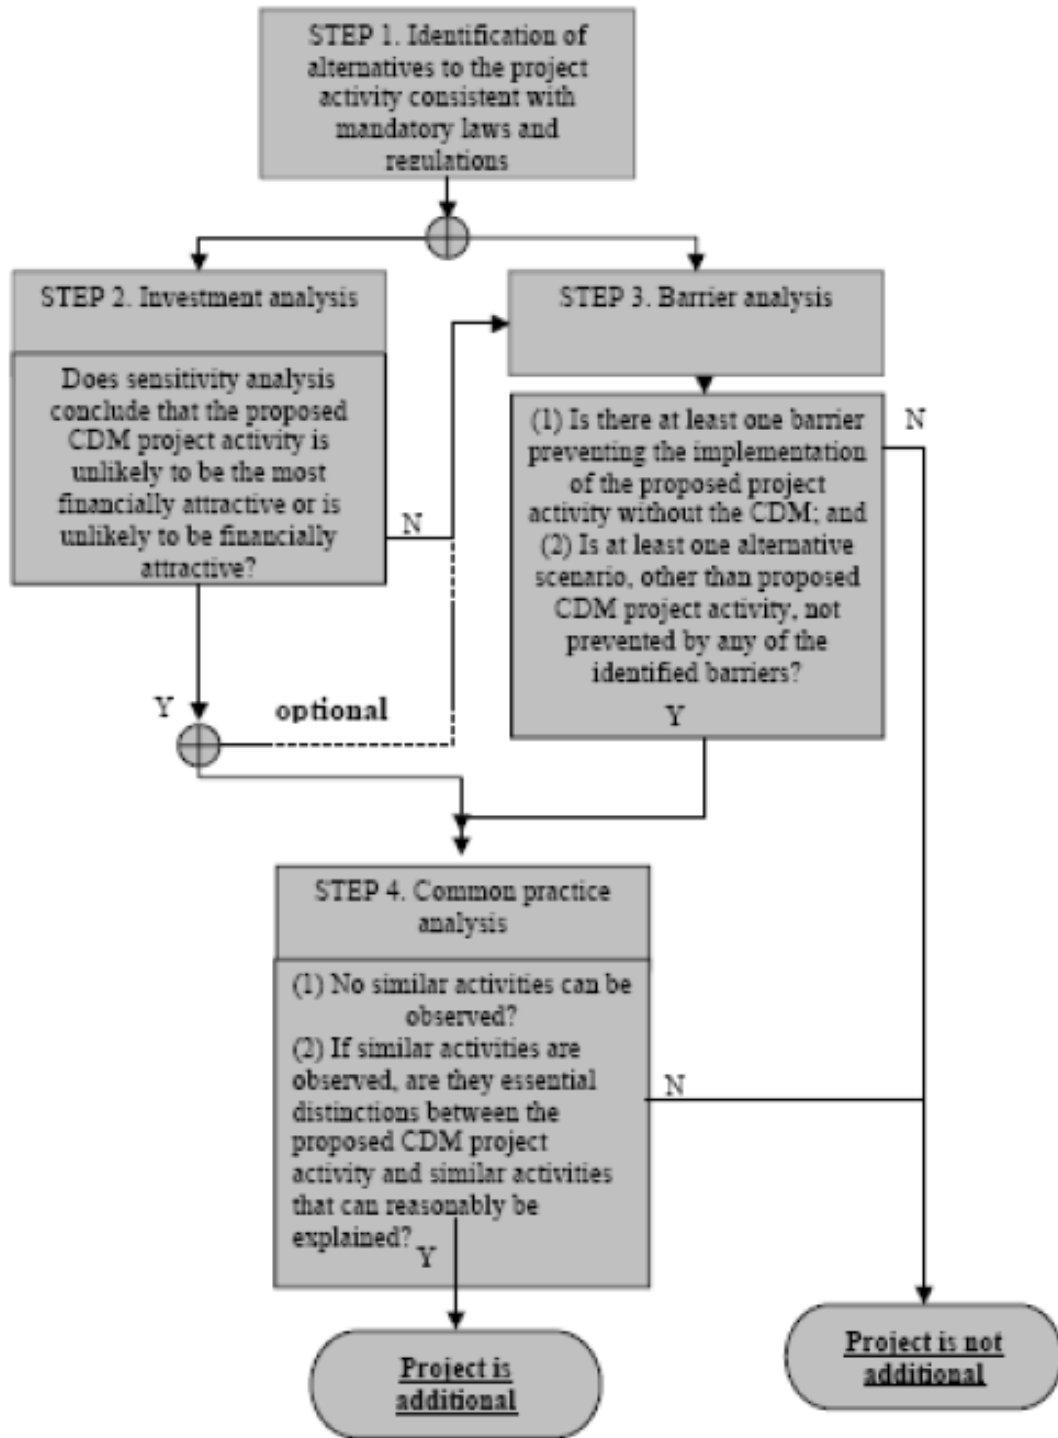 STEP 1. Identification of
alternatives to the project
activity consistent with
mandatory laws and
regulations
STEP 2. Investment analysis
Does sensitivity analysis
conclude that the proposed
CDM project activity is
unlikely to be the most
financially attractive or is
unlikely to be financially
attractive?
N
Y
optional
STEP 3. Barrier analysis
(1) Is there at least one barrier
preventing the implementation
of the proposed project
activity without the CDM; and
(2) Is at least one alternative
scenario, other than proposed
CDM project activity, not
prevented by any of the
identified barriers?
N
Y
STEP 4. Common practice
analysis
(1) No similar activities can be
observed?
(2) If similar activities are
observed, are they essential
distinctions between the
proposed CDM project
activity and similar activities
that can reasonably be
explained?
N
Y
Project is
additional
Project is not
additional